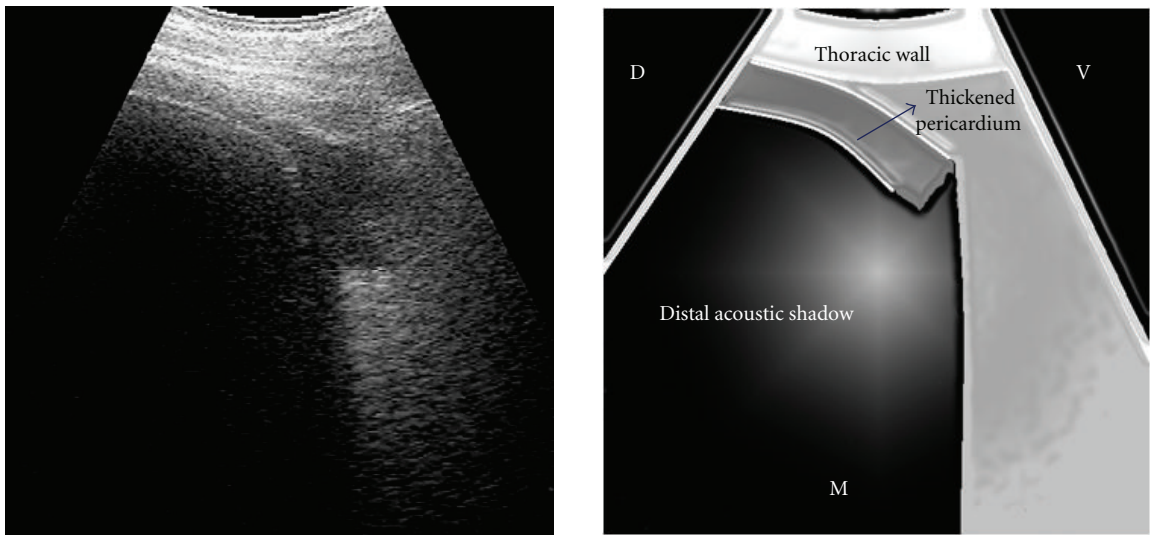 Thoracic wall
D
V
Thickened
pericardium
Distal acoustic shadow
M